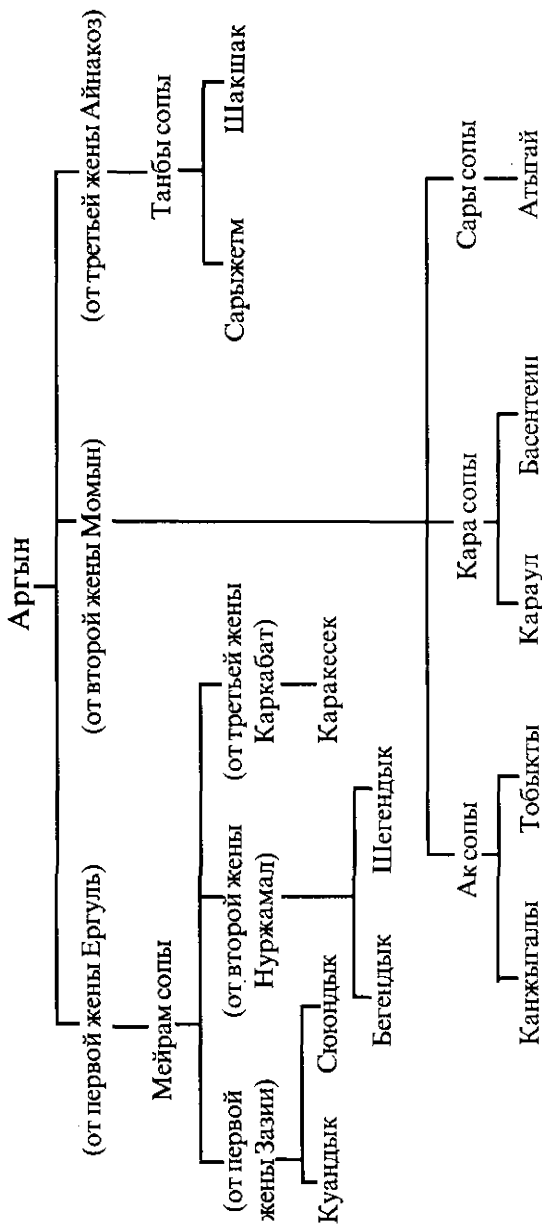 Аргын
(от первой жены Ергуль)
(от второй жены Момын)
(от третьей жены Айнакоз)
Мейрам сопы
Танбы сопы
(от первой
жены Зазии)
(от второй жены
Нуржамал)
(от третьей жены
Каркабат)
Сарыжетм
Шакшак
Куандык
Сююндык
Бегендык
Шегендык
Каракесек
Ак сопы
Кара сопы
Сары сопы
Канжыгалы
Тобыкты
Караул
Басентеин
Атыгай